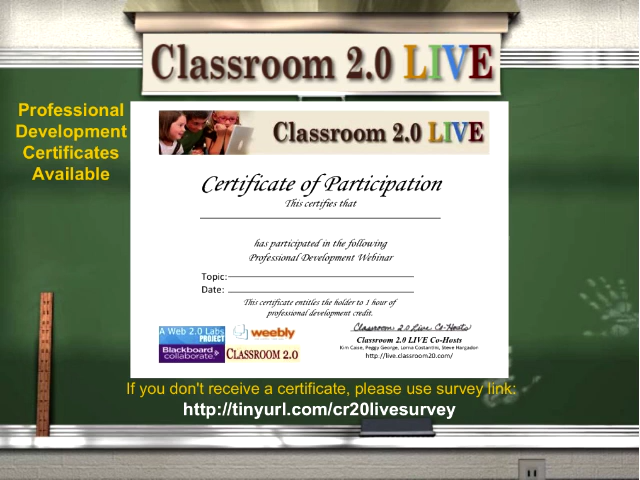 Classroom 2.0 LIVE
Professional
Development
Certificates
Available
Classroom 2.0 LIVE
Certificate of Participation
This certifies that
has participated in the following
Professional Development Webinar
Topic:
Date:
This certificate entitles the holder to 1 hour of
professional development credit.
A Web 2.0 Labs
PROJECT
weebly
Blackboard
collaborate
CLASSROOM 2.0
Classroom 2.0 Live Co-Hosts
Classroom 2.0 LIVE Co-Hosts
Kim Caise, Peggy George, Lorna Costantini, Steve Hargadon
http://live.classroom20.com/
If you don't receive a certificate, please use survey link:
http://tinyurl.com/cr20livesurvey